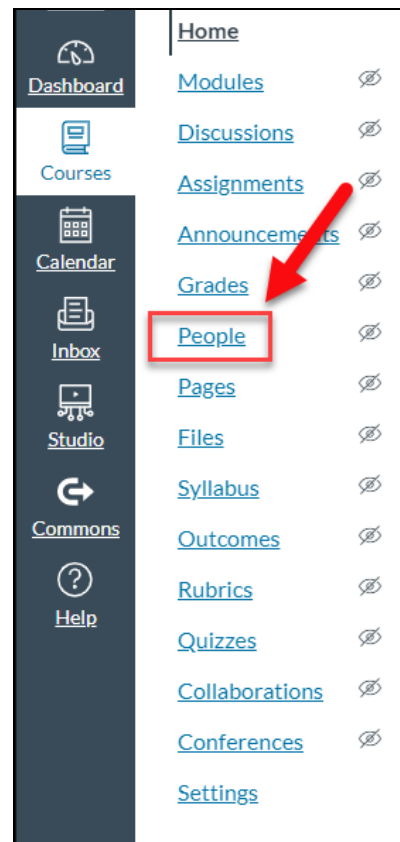 Dashboard
Courses
Calendar
Inbox
Studio
Commons
Help
Home
Modules
Discussions
Assignments
Announcements
Grades
People
Pages
Files
Syllabus
Outcomes
Rubrics
Quizzes
Collaborations
Conferences
Settings